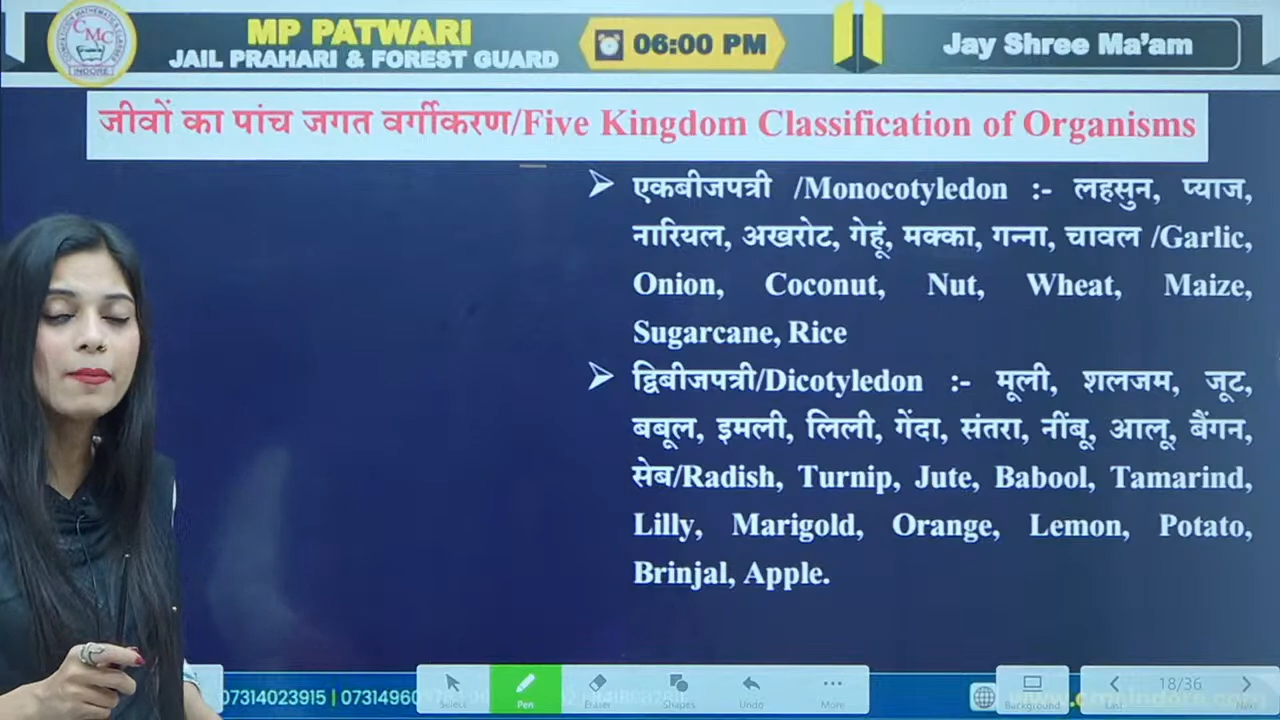 MP PATWARI
JAIL PRAHARI & FOREST GUARD
CMC
INDORE
06:00 PM
Jay Shree Ma'am
जीवों का पांच जगत वर्गीकरण/Five Kingdom Classification of Organisms
➢ एकबीजपत्री /Monocotyledon :- लहसुन, प्याज,
नारियल, अखरोट, गेहूं, मक्का, गन्ना, चावल /Garlic,
Onion, Coconut, Nut, Wheat, Maize,
Sugarcane, Rice
➢ द्विबीजपत्री/Dicotyledon :- मूली, शलजम, जूट,
बबूल, इमली, लिली, गेंदा, संतरा, नींबू, आलू, बैंगन,
सेब/Radish, Turnip, Jute, Babool, Tamarind,
Lilly, Marigold, Orange, Lemon, Potato,
Brinjal, Apple.
07314023915 |
Select Pen Eraser Shapes Undo More Background Last 18/36 Next